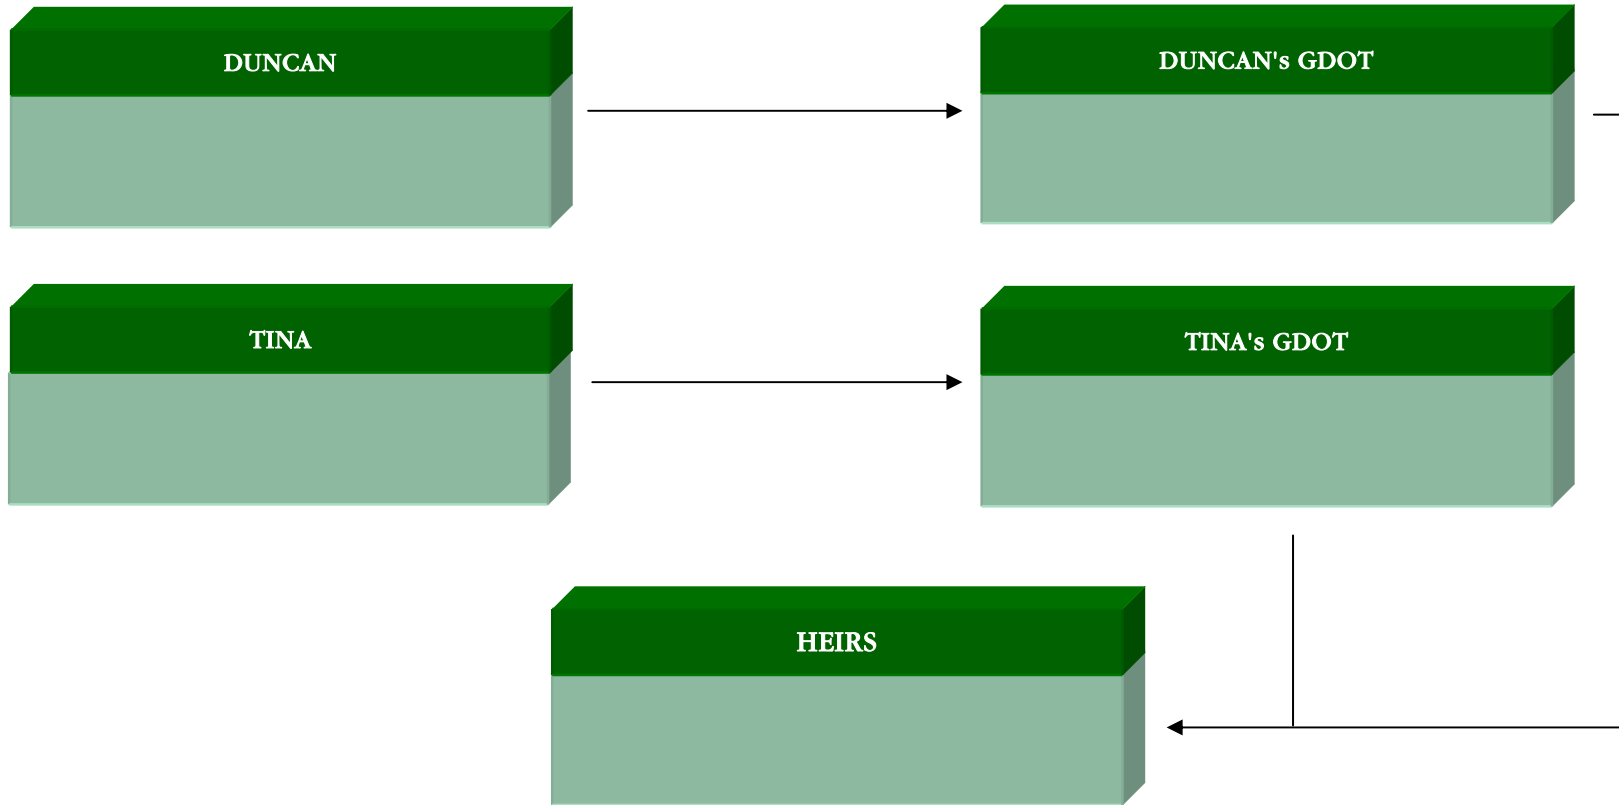 DUNCAN
DUNCAN's GDOT
TINA
TINA's GDOT
HEIRS